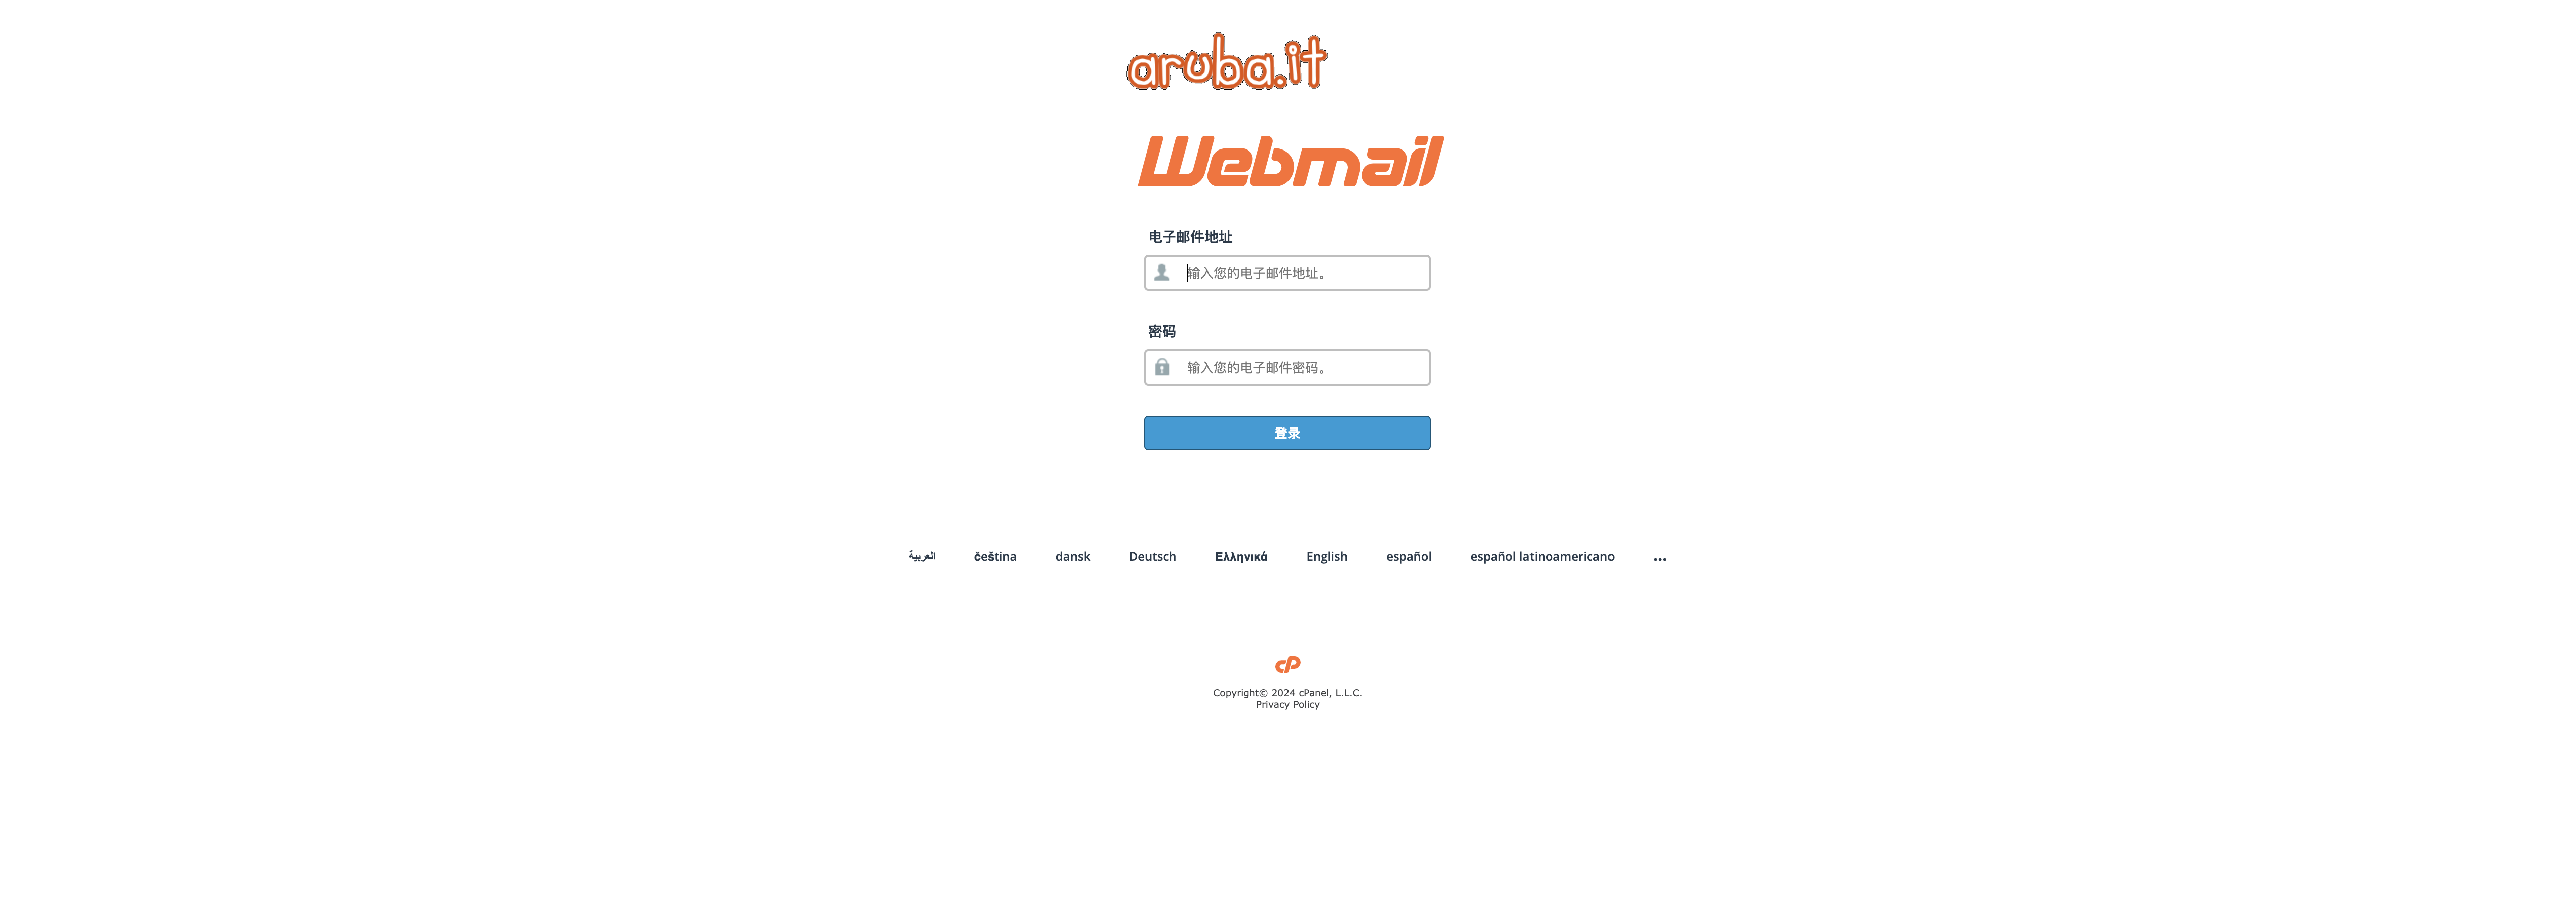 aruba.it
Webmail
电子邮件地址
输入您的电子邮件地址。
密码
输入您的电子邮件密码。
登录
العربية čeština dansk Deutsch Ελληνικά English español español latinoamericano ...
cP
Copyright© 2024 cPanel, L.L.C.
Privacy Policy